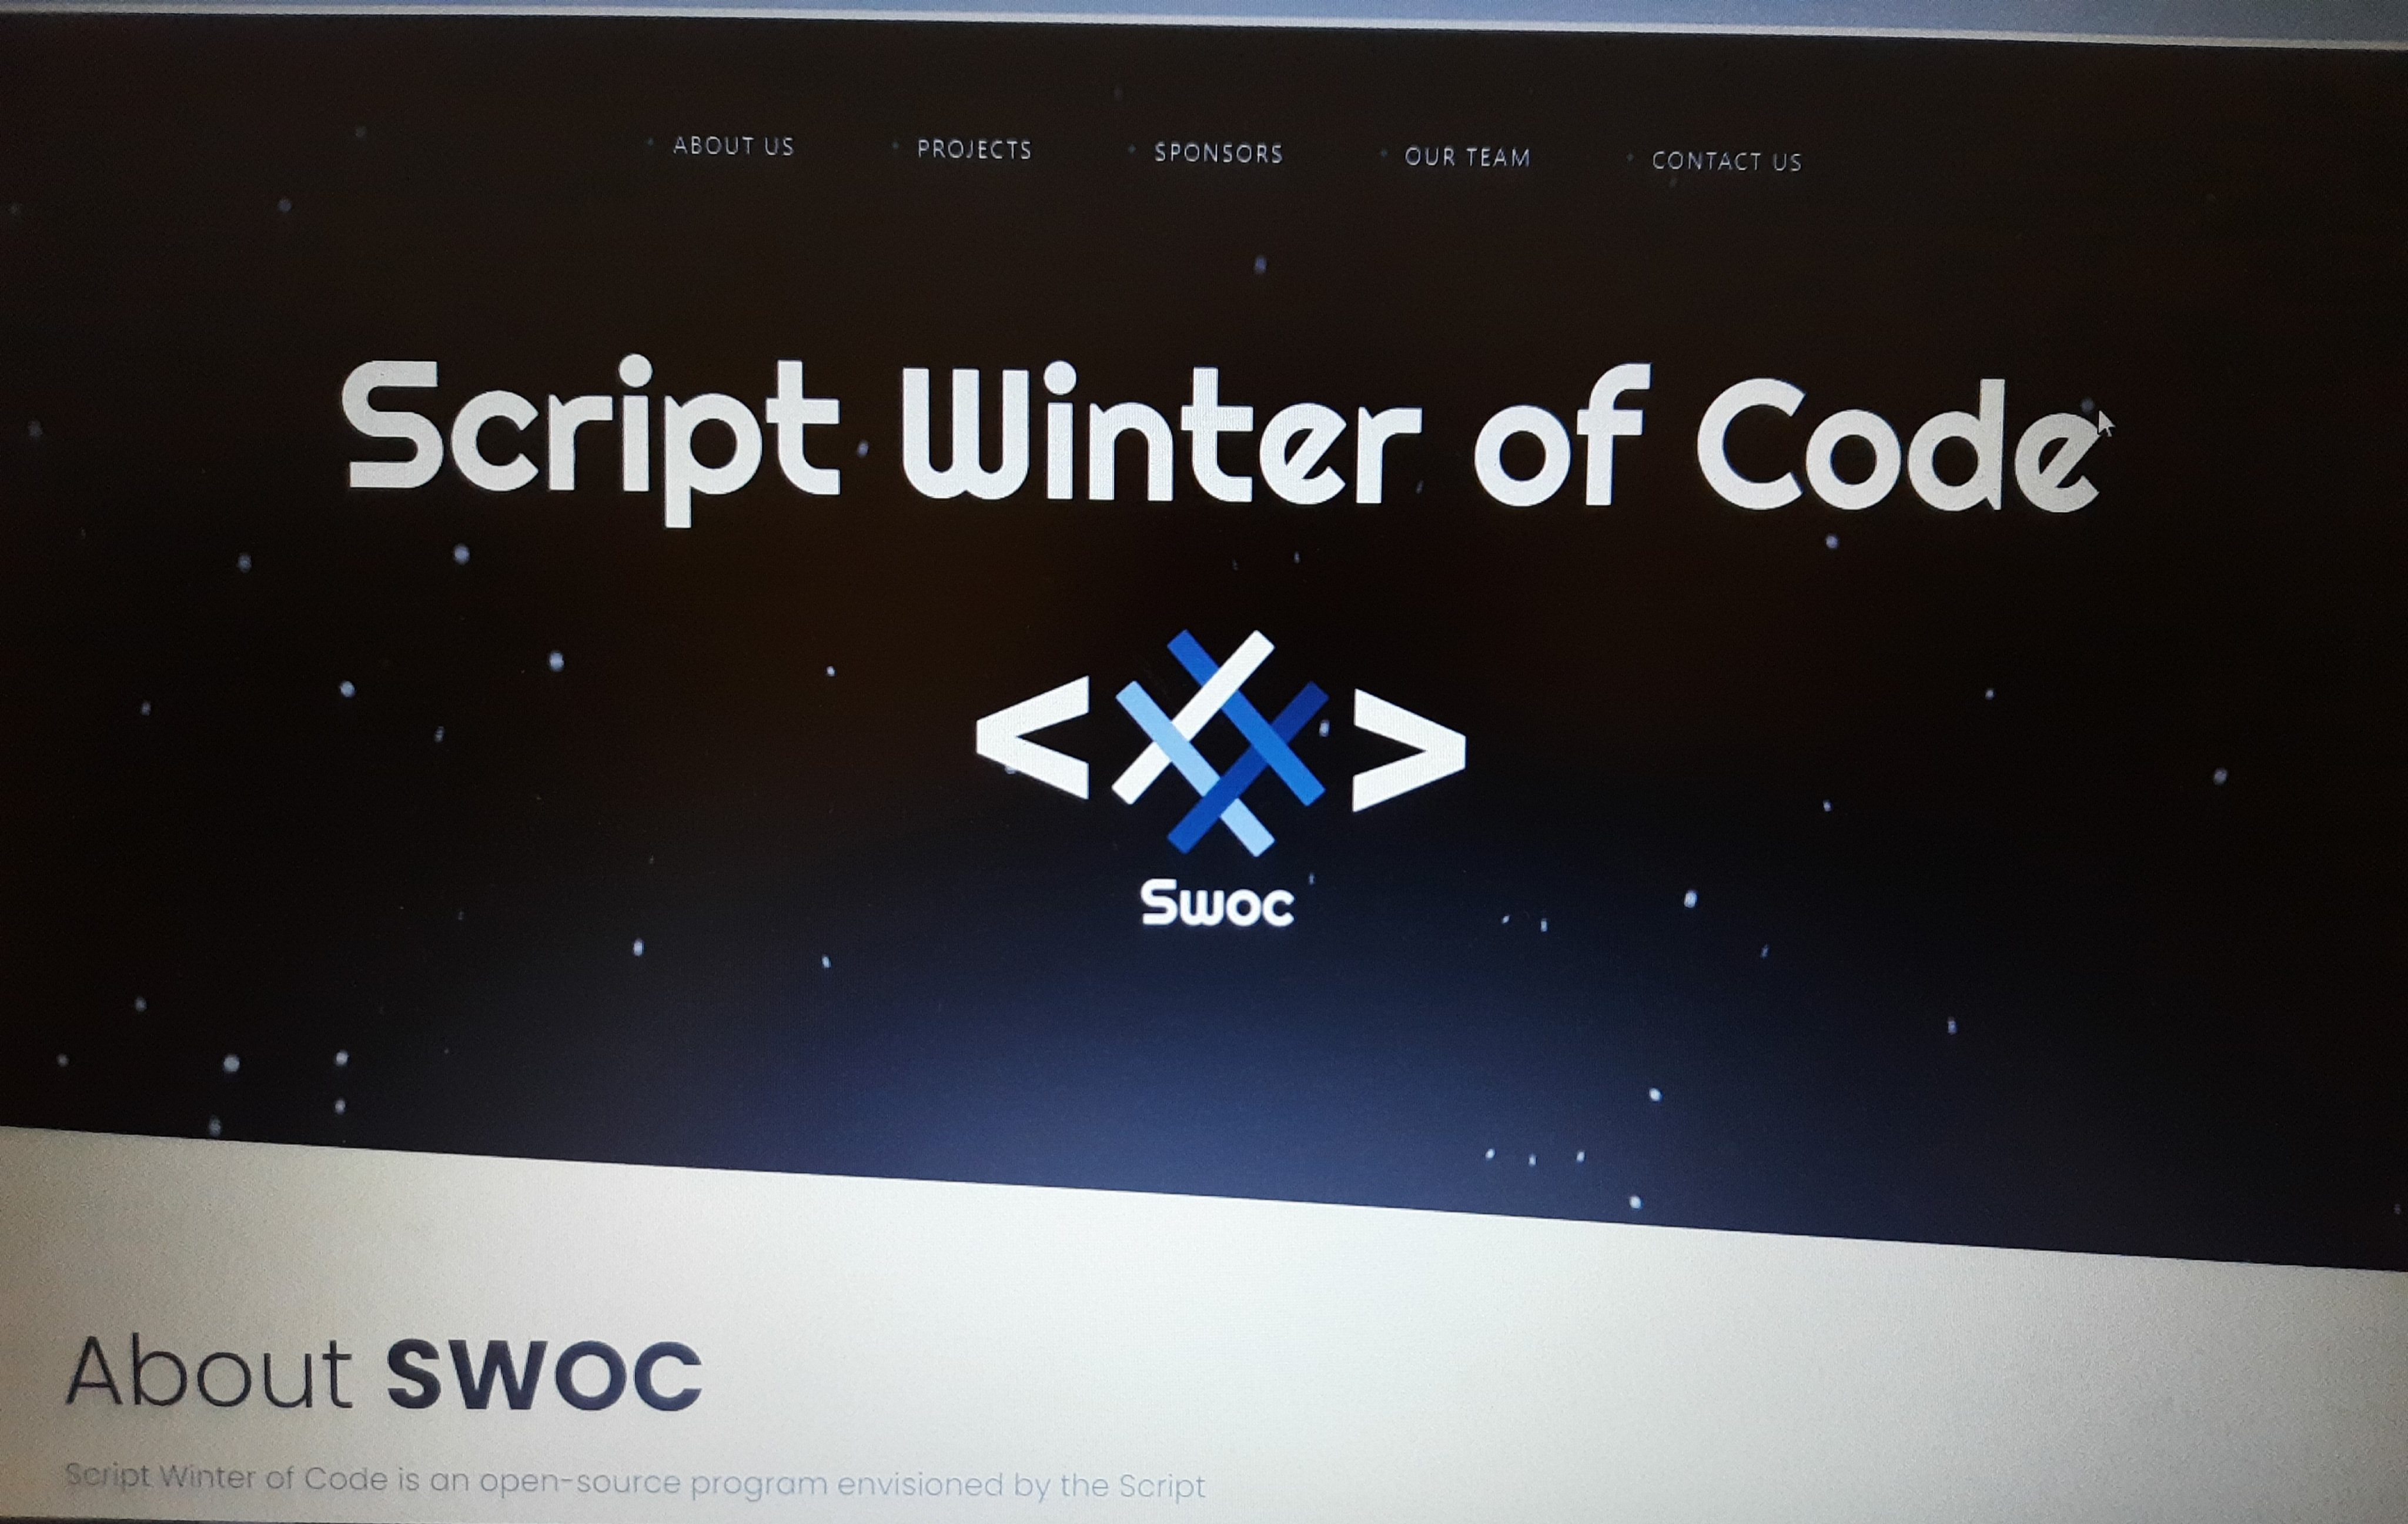 ABOUT US PROJECTS SPONSORS OUR TEAM CONTACT US
Script Winter of Code
< >
Swoc
About SWOC
Script Winter of Code is an open-source program envisioned by the Script